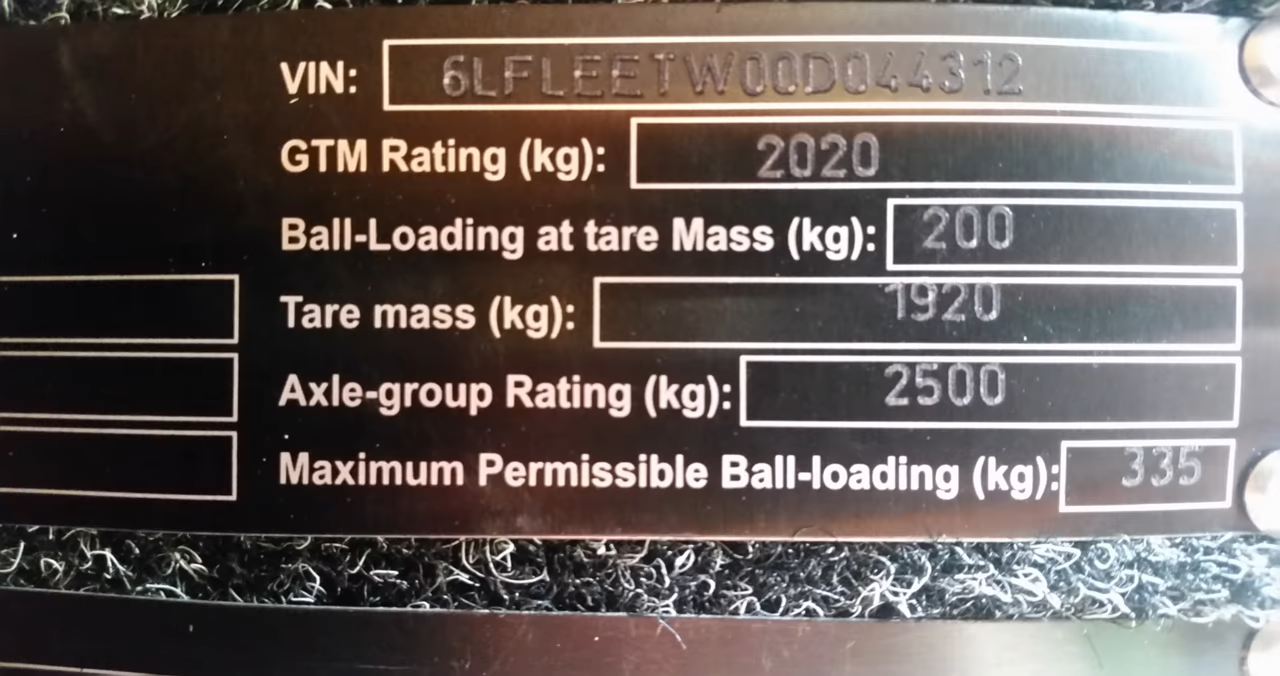 VIN: 6LFLEETW00D044312
GTM Rating (kg): 2020
Ball-Loading at tare Mass (kg): 200
Tare mass (kg): 1920
Axle-group Rating (kg): 2500
Maximum Permissible Ball-loading (kg): 335